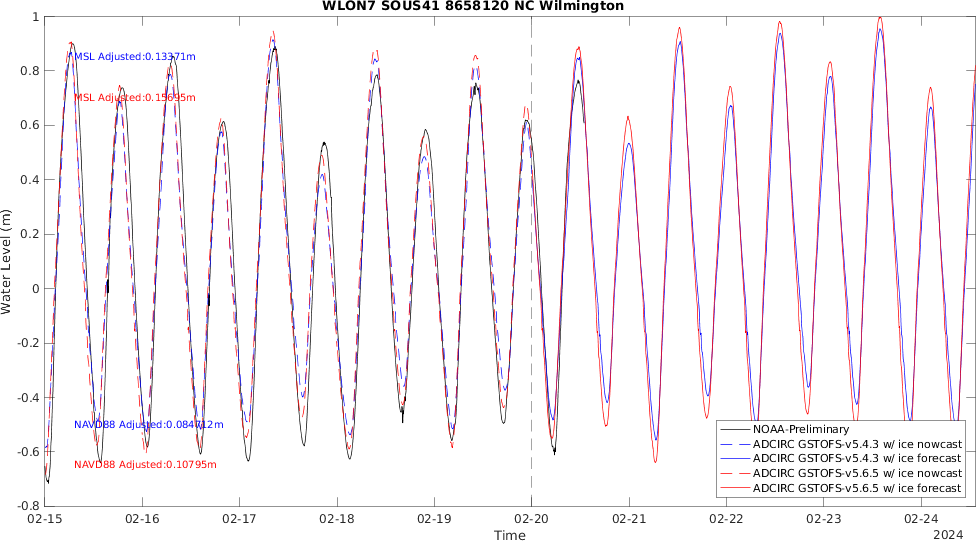 WLON7 SOUS41 8658120 NC Wilmington
Water Level (m)
1
0.8
0.6
0.4
0.2
0
-0.2
-0.4
-0.6
-0.8
MSL Adjusted:0.13371m
MSL Adjusted:0.15695m
NAVD88 Adjusted:0.084712m
NAVD88 Adjusted:0.10795m
NOAA-Preliminary
ADCIRC GSTOFS-v5.4.3 w/ ice nowcast
ADCIRC GSTOFS-v5.4.3 w/ ice forecast
ADCIRC GSTOFS-v5.6.5 w/ ice nowcast
ADCIRC GSTOFS-v5.6.5 w/ ice forecast
02-15 02-16 02-17 02-18 02-19 02-20 02-21 02-22 02-23 02-24
Time
2024